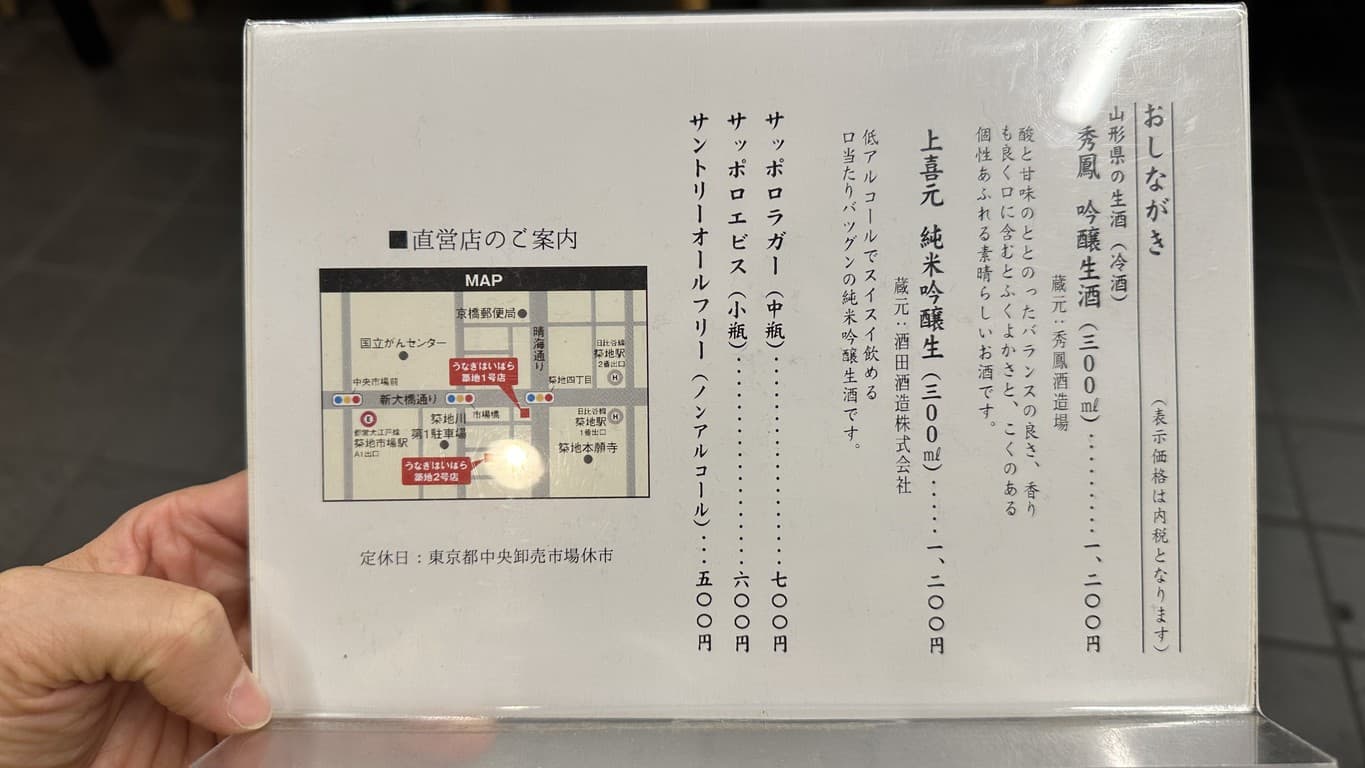 おしながき (表示価格は内税となります)
山形県の生酒(冷酒)
秀鳳 吟醸生酒(三〇〇㎖)・・・・・・・・・・一、二〇〇円
蔵元：秀鳳酒造場
酸と甘味のととのったバランスの良さ、香り
も良く口に含むとふくよかさと、こくのある
個性あふれる素晴らしいお酒です。
上喜元 純米吟醸生(三〇〇㎖)・・・・・一、二〇〇円
蔵元：酒田酒造株式会社
低アルコールでスイスイ飲める
口当たりバツグンの純米吟醸生酒です。
サッポロラガー(中瓶)・・・・・・・・・・・・・・・・・七〇〇円
サッポロエビス(小瓶)・・・・・・・・・・・・・・・・・六〇〇円
サントリーオールフリー(ノンアルコール)・・・五〇〇円
■直営店のご案内
MAP
京橋郵便局
晴海通り
国立がんセンター
日比谷線
築地駅
2番出口
H
うなぎはいばら
築地1号店
中央市場前
築地四丁目
新大橋通り
E
築地川
第1駐車場
市場橋
日比谷線
築地駅
1番出口
H
都営大江戸線
築地市場駅
A1出口
築地本願寺
うなぎはいばら
築地2号店
定休日：東京都中央卸売市場休市